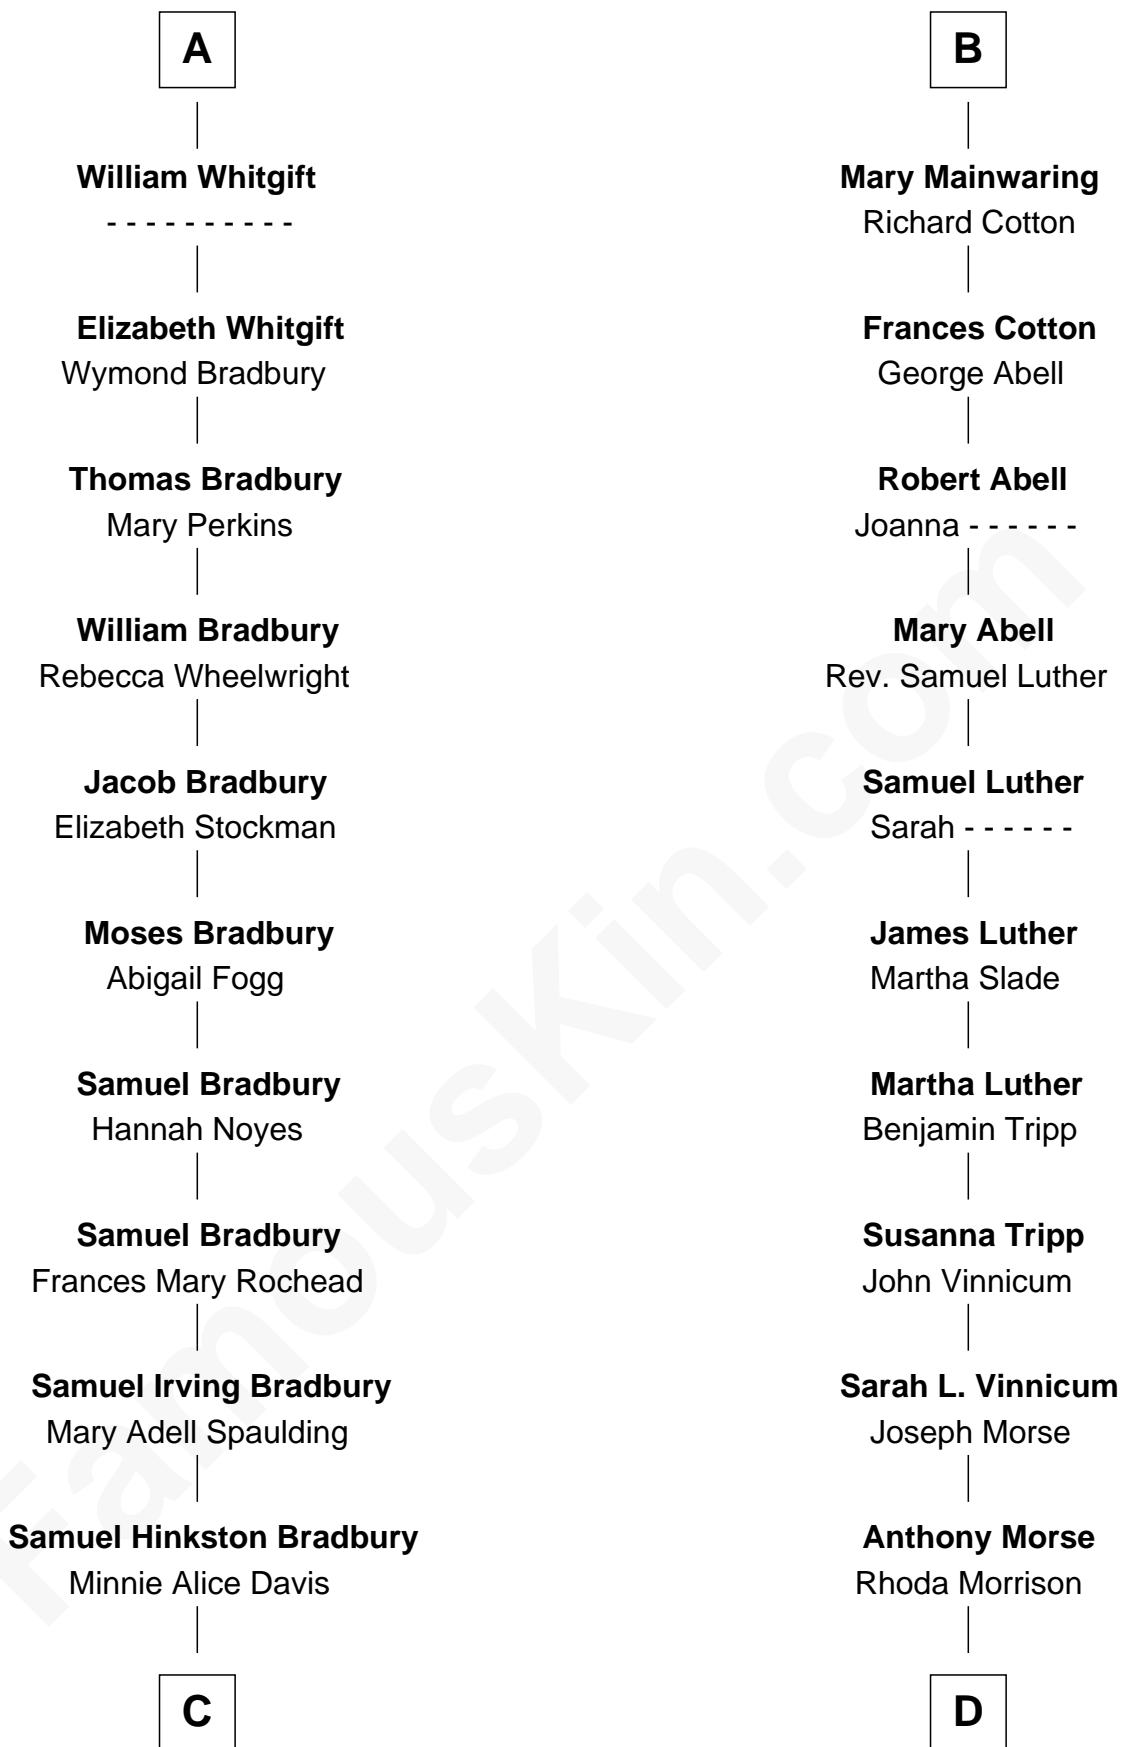 A
William Whitgift
- - - - - - - - - -
Elizabeth Whitgift
Wymond Bradbury
Thomas Bradbury
Mary Perkins
William Bradbury
Rebecca Wheelwright
Jacob Bradbury
Elizabeth Stockman
Moses Bradbury
Abigail Fogg
Samuel Bradbury
Hannah Noyes
Samuel Bradbury
Frances Mary Rochead
Samuel Irving Bradbury
Mary Adell Spaulding
Samuel Hinkston Bradbury
Minnie Alice Davis
C
B
Mary Mainwaring
Richard Cotton
Frances Cotton
George Abell
Robert Abell
Joanna - - - - - -
Mary Abell
Rev. Samuel Luther
Samuel Luther
Sarah - - - - - -
James Luther
Martha Slade
Martha Luther
Benjamin Tripp
Susanna Tripp
John Vinnicum
Sarah L. Vinnicum
Joseph Morse
Anthony Morse
Rhoda Morrison
D
FamousKin.com